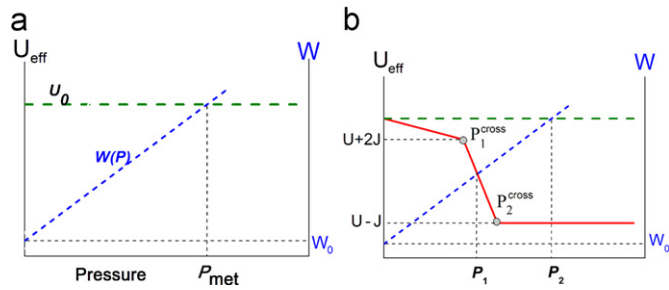 a
U_eff
W
U_0
W(P)
W_0
Pressure
P_met
b
U_eff
W
U+2J
P_1^cross
P_2^cross
U-J
W_0
P_1
P_2